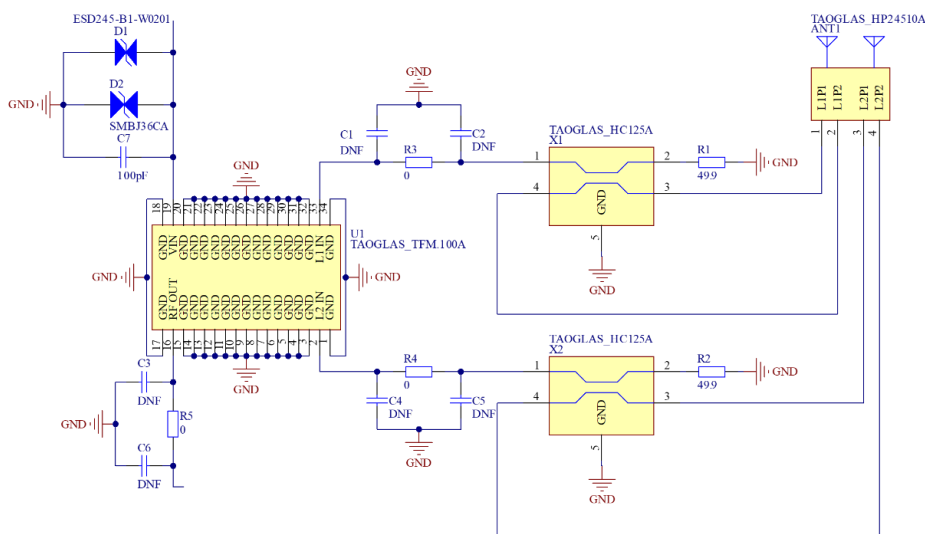 ESD245-B1-W0201
D1
D2
GND
SMBJ36CA
C7
100pF
TAOGLAS_HP24510A
ANT1
L1P1
L1P2
L2P1
L2P2
1
2
3
4
GND
C1
DNF
C2
DNF
R3
0
TAOGLAS_HC125A
X1
1
2
4
3
GND
5
R1
49.9
GND
GND
GND
18
19
20
21
22
23
24
25
26
27
28
29
30
31
32
33
34
U1
TAOGLAS_TFM.100A
GND
VIN
GND
GND
GND
GND
GND
GND
GND
GND
GND
GND
GND
GND
GND
L1 IN
GND
GND
GND
GND
RF OUT
GND
GND
GND
GND
GND
GND
GND
GND
GND
GND
GND
GND
L2 IN
GND
17
16
15
14
13
12
11
10
9
8
7
6
5
4
3
2
1
GND
C3
DNF
GND
R5
0
C6
DNF
R4
0
C4
DNF
C5
DNF
GND
TAOGLAS_HC125A
X2
1
2
4
3
GND
5
R2
49.9
GND
GND